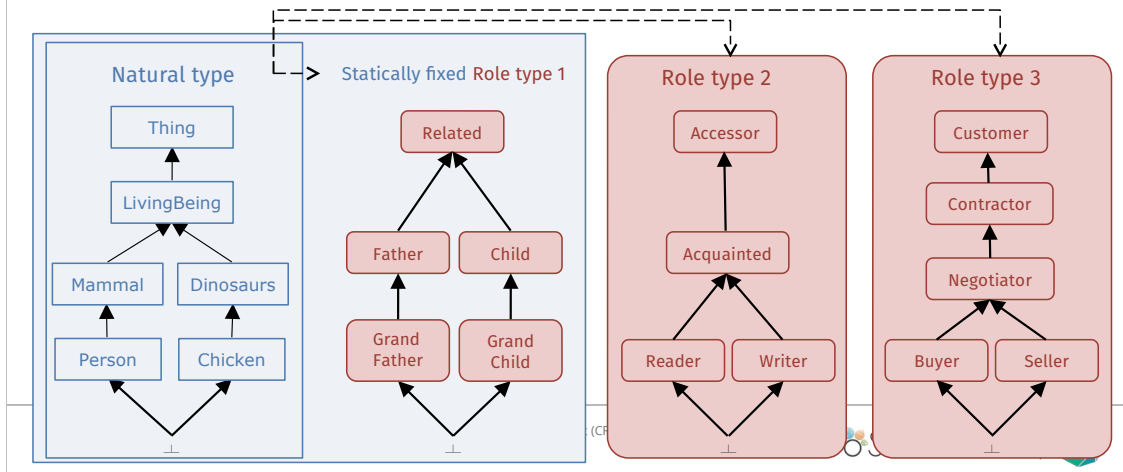 Natural type
Statically fixed Role type 1
Role type 2
Role type 3
Thing
Related
Accessor
Customer
LivingBeing
Contractor
Father
Child
Acquainted
Mammal
Dinosaurs
Negotiator
Person
Chicken
Grand
Father
Grand
Child
Reader
Writer
Buyer
Seller
⊥
⊥
⊥
⊥